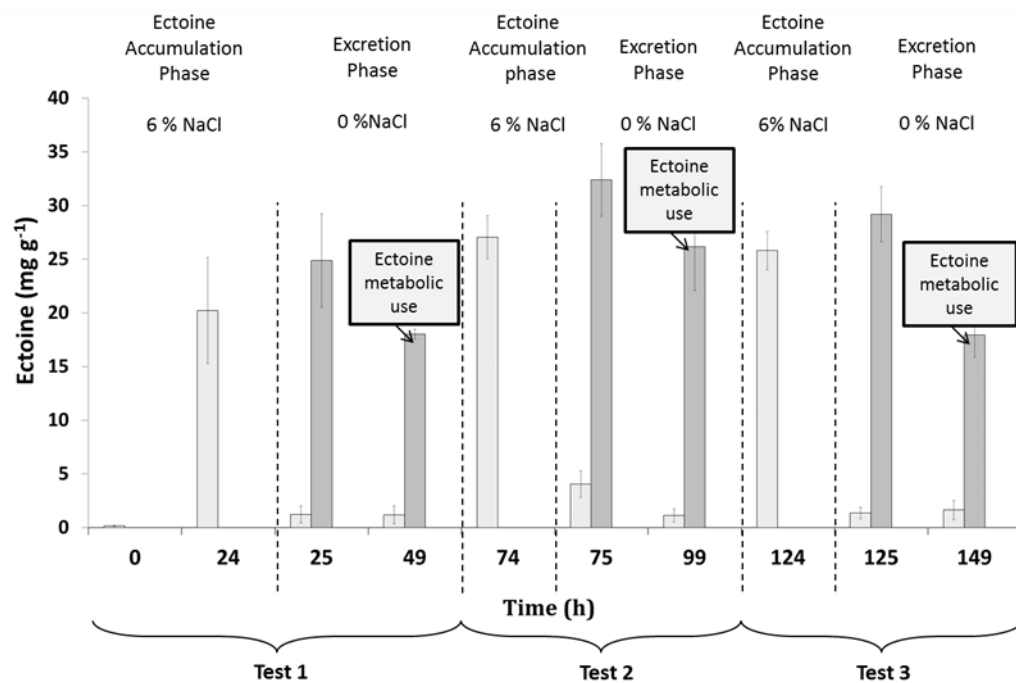 Ectoine
Accumulation
Phase
Excretion
Phase
Ectoine
Accumulation
phase
Excretion
Phase
Ectoine
Accumulation
Phase
Excretion
Phase
6 % NaCl
0 %NaCl
6 % NaCl
0 % NaCl
6% NaCl
0 % NaCl
Ectoine
metabolic
use
Ectoine
metabolic
use
Ectoine
metabolic
use
Ectoine (mg g⁻¹)
40
35
30
25
20
15
10
5
0
0 24 25 49 74 75 99 124 125 149
Time (h)
Test 1 Test 2 Test 3